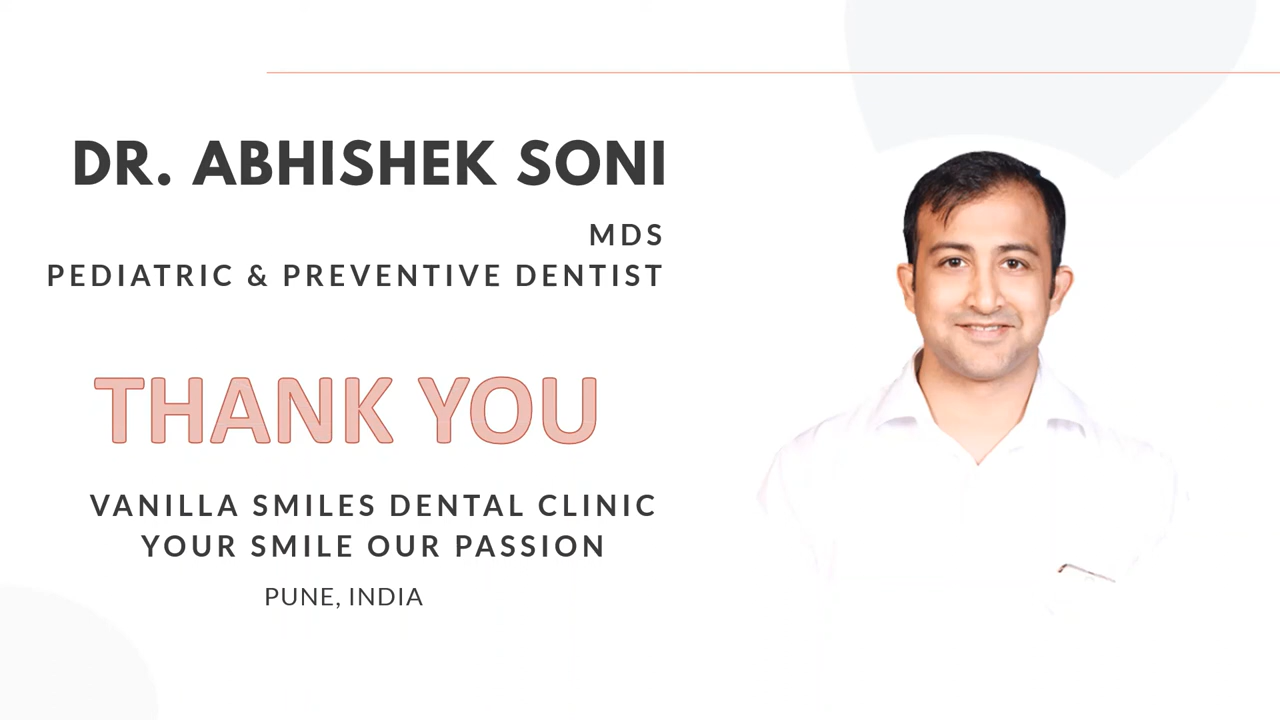 DR. ABHISHEK SONI
MDS
PEDIATRIC & PREVENTIVE DENTIST
THANK YOU
VANILLA SMILES DENTAL CLINIC
YOUR SMILE OUR PASSION
PUNE, INDIA